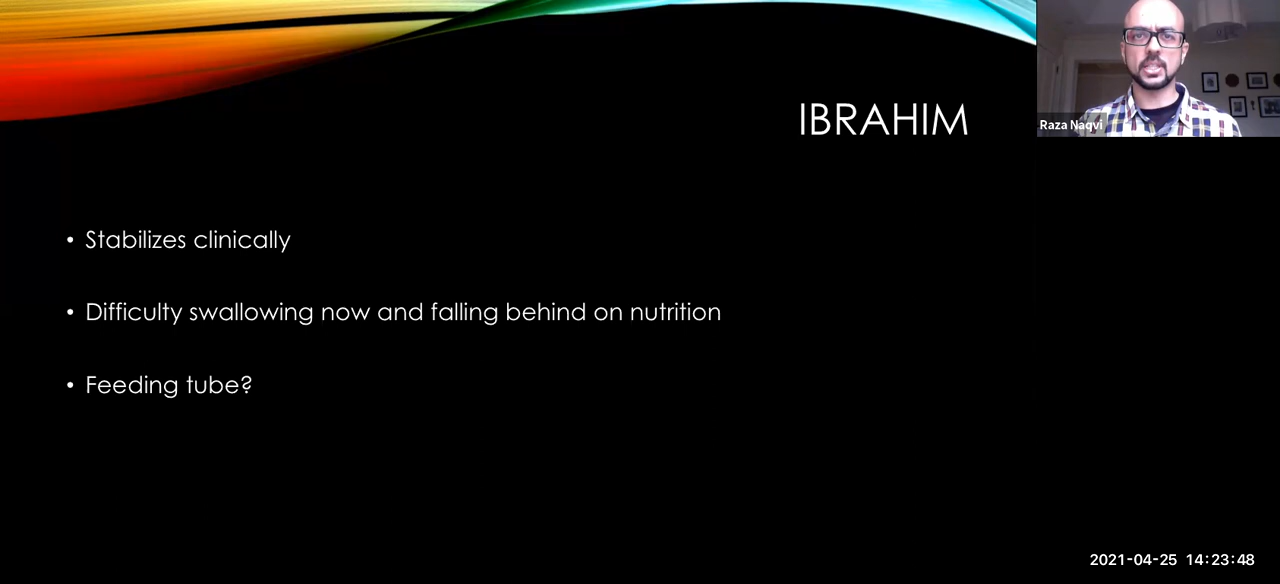 IBRAHIM
Raza Naqvi
• Stabilizes clinically
• Difficulty swallowing now and falling behind on nutrition
• Feeding tube?
2021-04-25 14:23:48